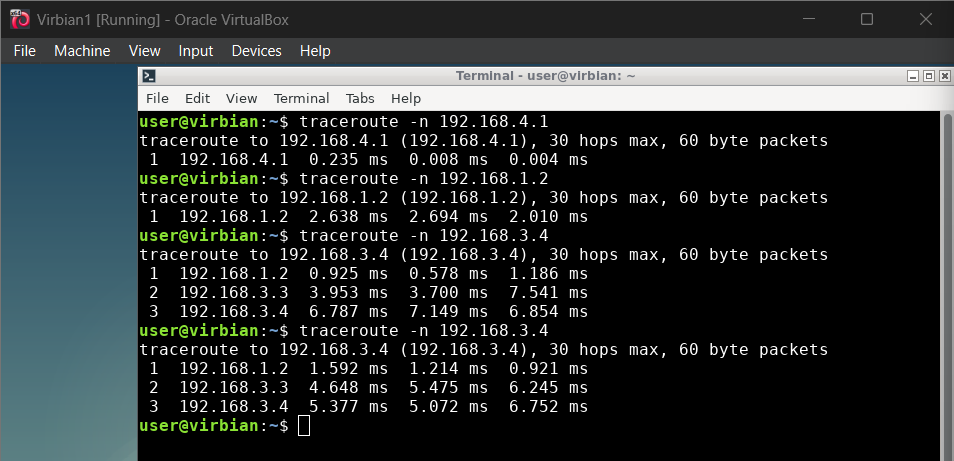 Virbian1 [Running] - Oracle VirtualBox
File Machine View Input Devices Help
Terminal - user@virbian: ~
File Edit View Terminal Tabs Help
user@virbian:~$ traceroute -n 192.168.4.1
traceroute to 192.168.4.1 (192.168.4.1), 30 hops max, 60 byte packets
 1  192.168.4.1  0.235 ms  0.008 ms  0.004 ms
user@virbian:~$ traceroute -n 192.168.1.2
traceroute to 192.168.1.2 (192.168.1.2), 30 hops max, 60 byte packets
 1  192.168.1.2  2.638 ms  2.694 ms  2.010 ms
user@virbian:~$ traceroute -n 192.168.3.4
traceroute to 192.168.3.4 (192.168.3.4), 30 hops max, 60 byte packets
 1  192.168.1.2  0.925 ms  0.578 ms  1.186 ms
 2  192.168.3.3  3.953 ms  3.700 ms  7.541 ms
 3  192.168.3.4  6.787 ms  7.149 ms  6.854 ms
user@virbian:~$ traceroute -n 192.168.3.4
traceroute to 192.168.3.4 (192.168.3.4), 30 hops max, 60 byte packets
 1  192.168.1.2  1.592 ms  1.214 ms  0.921 ms
 2  192.168.3.3  4.648 ms  5.475 ms  6.245 ms
 3  192.168.3.4  5.377 ms  5.072 ms  6.752 ms
user@virbian:~$